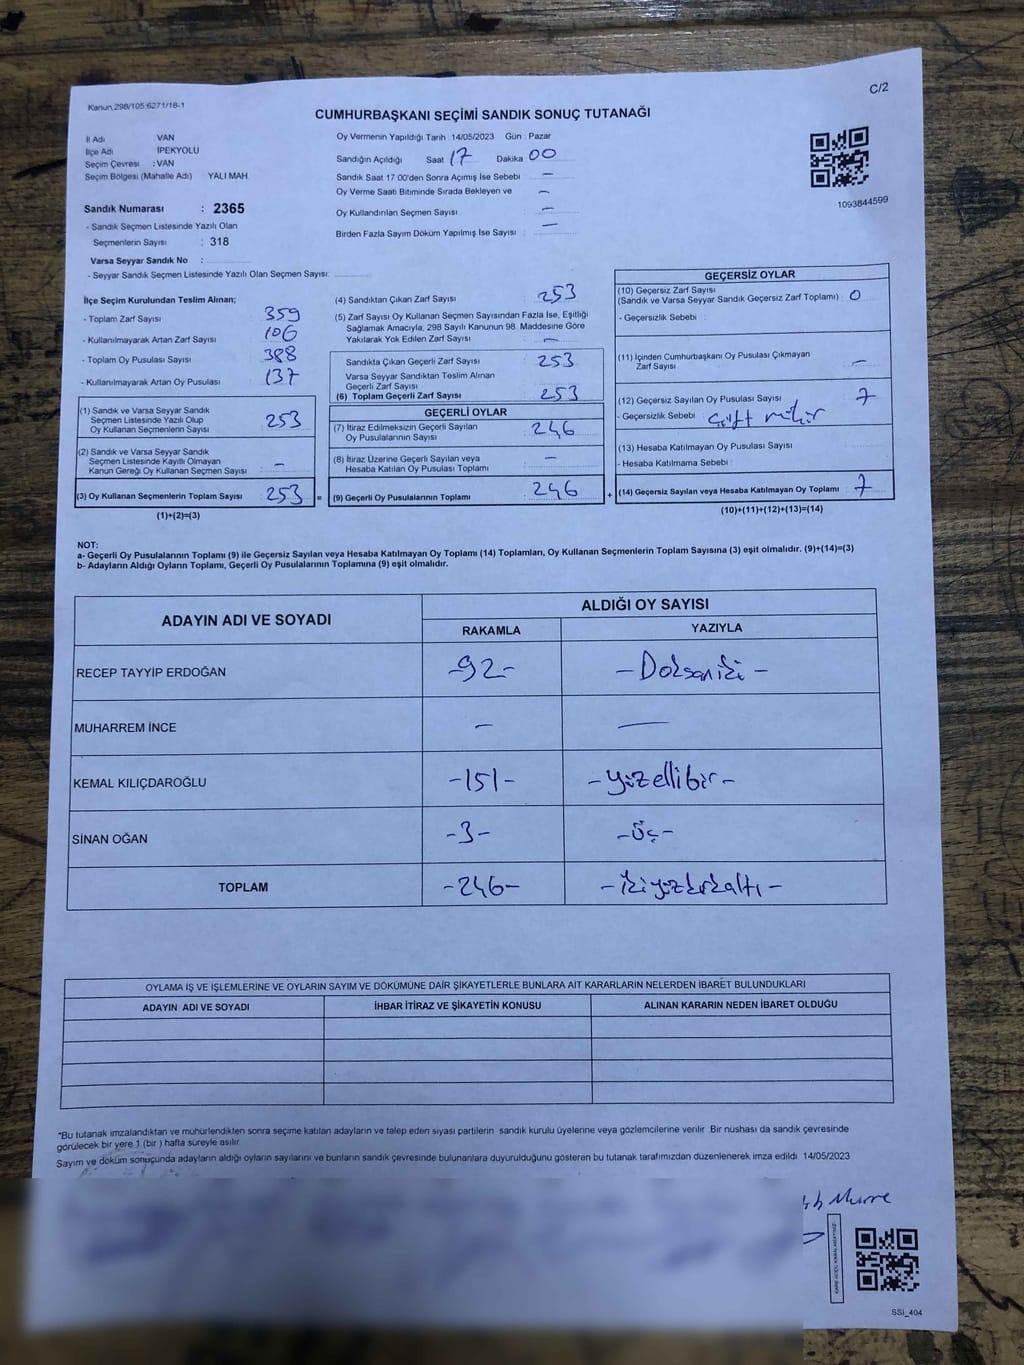 C/2
Kanun,298/105 6271/18-1
CUMHURBAŞKANI SEÇİMİ SANDIK SONUÇ TUTANAĞI
İl Adı VAN
İlçe Adı İPEKYOLU
Seçim Çevresi : VAN
Seçim Bölgesi (Mahalle Adı) YALI MAH.
Sandık Numarası : 2365
- Sandık Seçmen Listesinde Yazılı Olan
Seçmenlerin Sayısı : 318
Varsa Seyyar Sandık No :
- Seyyar Sandık Seçmen Listesinde Yazılı Olan Seçmen Sayısı:
Oy Vermenin Yapıldığı Tarih 14/05/2023 Gün : Pazar
Sandığın Açıldığı Saat 17 Dakika 00
Sandık Saat 17 00'den Sonra Açımış İse Sebebi —
Oy Verme Saati Bitiminde Sırada Bekleyen ve —
Oy Kullandırılan Seçmen Sayısı —
Birden Fazla Sayım Döküm Yapılmış İse Sayısı : —
1093844599
İlçe Seçim Kurulundan Teslim Alınan;
- Toplam Zarf Sayısı 359
- Kullanılmayarak Artan Zarf Sayısı 106
- Toplam Oy Pusulası Sayısı 388
- Kullanılmayarak Artan Oy Pusulası 137
(1) Sandık ve Varsa Seyyar Sandık
Seçmen Listesinde Yazılı Olup
Oy Kullanan Seçmenlerin Sayısı 253
(2) Sandık ve Varsa Seyyar Sandık
Seçmen Listesinde Kayıtlı Olmayan
Kanun Gereği Oy Kullanan Seçmen Sayısı —
(3) Oy Kullanan Seçmenlerin Toplam Sayısı 253 =
(1)+(2)=(3)
(4) Sandıktan Çıkan Zarf Sayısı 253
(5) Zarf Sayısı Oy Kullanan Seçmen Sayısından Fazla İse, Eşitliği
Sağlamak Amacıyla, 298 Sayılı Kanunun 98. Maddesine Göre
Yakılarak Yok Edilen Zarf Sayısı —
Sandıkta Çıkan Geçerli Zarf Sayısı 253
Varsa Seyyar Sandıktan Teslim Alınan
Geçerli Zarf Sayısı
(6) Toplam Geçerli Zarf Sayısı 253
GEÇERLİ OYLAR
(7) İtiraz Edilmeksizin Geçerli Sayılan
Oy Pusulalarının Sayısı 246
(8) İtiraz Üzerine Geçerli Sayılan veya
Hesaba Katılan Oy Pusulası Toplamı —
(9) Geçerli Oy Pusulalarının Toplamı 246 +
GEÇERSİZ OYLAR
(10) Geçersiz Zarf Sayısı
(Sandık ve Varsa Seyyar Sandık Geçersiz Zarf Toplamı) : 0
- Geçersizlik Sebebi :
(11) İçinden Cumhurbaşkanı Oy Pusulası Çıkmayan
Zarf Sayısı —
(12) Geçersiz Sayılan Oy Pusulası Sayısı 7
- Geçersizlik Sebebi Çift mühür
(13) Hesaba Katılmayan Oy Pusulası Sayısı
- Hesaba Katılmama Sebebi
(14) Geçersiz Sayılan veya Hesaba Katılmayan Oy Toplamı 7
(10)+(11)+(12)+(13)=(14)
NOT:
a- Geçerli Oy Pusulalarının Toplamı (9) ile Geçersiz Sayılan veya Hesaba Katılmayan Oy Toplamı (14) Toplamları, Oy Kullanan Seçmenlerin Toplam Sayısına (3) eşit olmalıdır. (9)+(14)=(3)
b- Adayların Aldığı Oyların Toplamı, Geçerli Oy Pusulalarının Toplamına (9) eşit olmalıdır.
ADAYIN ADI VE SOYADI ALDIĞI OY SAYISI
RAKAMLA YAZIYLA
RECEP TAYYİP ERDOĞAN -92- -Doksaniki-
MUHARREM İNCE — —
KEMAL KILIÇDAROĞLU -151- -yüzellibir-
SİNAN OĞAN -3- -üç-
TOPLAM -246- -ikiyüzkırkaltı-
OYLAMA İŞ VE İŞLEMLERİNE VE OYLARIN SAYIM VE DÖKÜMÜNE DAİR ŞİKAYETLERLE BUNLARA AİT KARARLARIN NELERDEN İBARET BULUNDUKLARI
ADAYIN ADI VE SOYADI İHBAR İTİRAZ VE ŞİKAYETİN KONUSU ALINAN KARARIN NEDEN İBARET OLDUĞU
*Bu tutanak imzalandıktan ve mühürlendikten sonra seçime katılan adayların ve talep eden siyasi partilerin sandık kurulu üyelerine veya gözlemcilerine verilir Bir nüshası da sandık çevresinde
görülecek bir yere 1 (bir ) hafta süreyle asılır.
Sayım ve döküm sonuçunda adayların aldığı oyların sayılarını ve bunların sandık çevresinde bulunanlara duyurulduğunu gösteren bu tutanak tarafımızdan düzenlenerek imza edildi 14/05/2023
SSI_404